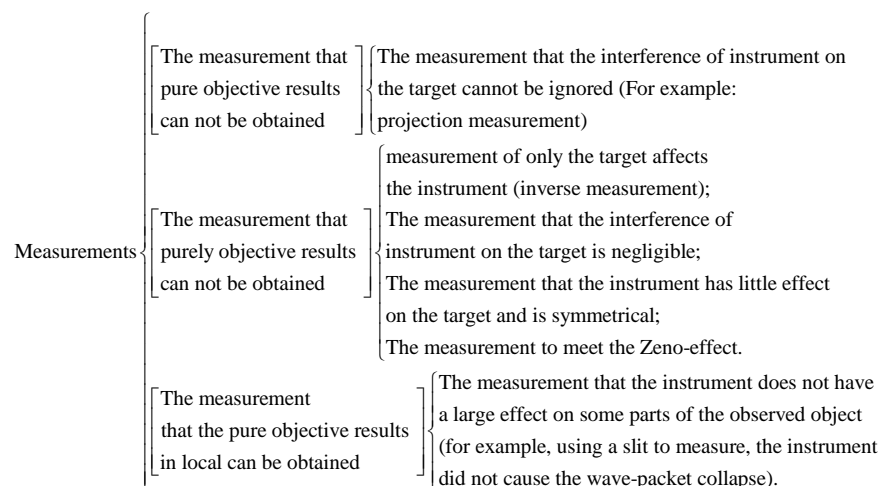 The measurement that
pure objective results
can not be obtained
The measurement that the interference of instrument on
the target cannot be ignored (For example:
projection measurement)
Measurements
The measurement that
purely objective results
can not be obtained
measurement of only the target affects
the instrument (inverse measurement);
The measurement that the interference of
instrument on the target is negligible;
The measurement that the instrument has little effect
on the target and is symmetrical;
The measurement to meet the Zeno-effect.
The measurement
that the pure objective results
in local can be obtained
The measurement that the instrument does not have
a large effect on some parts of the observed object
(for example, using a slit to measure, the instrument
did not cause the wave-packet collapse).